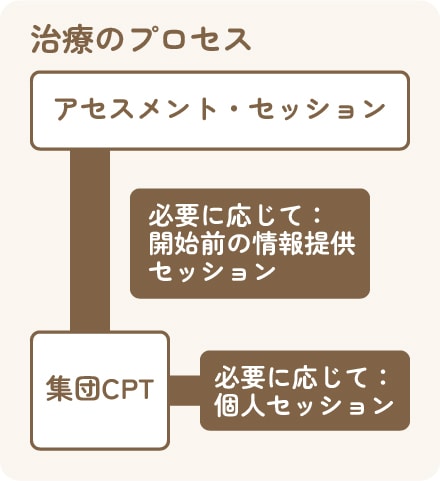 治療のプロセス
アセスメント・セッション
必要に応じて：
開始前の情報提供
セッション
集団CPT
必要に応じて：
個人セッション